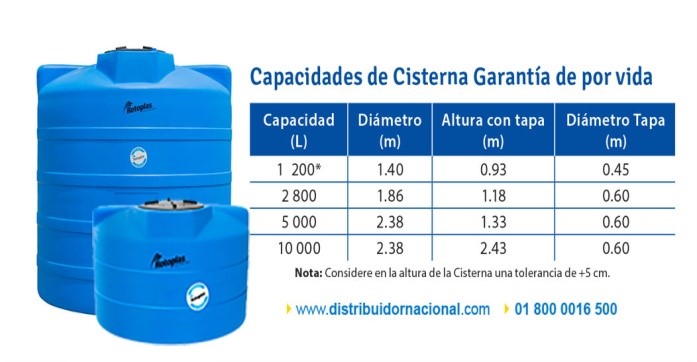 Capacidades de Cisterna Garantía de por vida
Capacidad (L) Diámetro (m) Altura con tapa (m) Diámetro Tapa (m)
1 200* 1.40 0.93 0.45
2 800 1.86 1.18 0.60
5 000 2.38 1.33 0.60
10 000 2.38 2.43 0.60
Nota: Considere en la altura de la Cisterna una tolerancia de +5 cm.
www.distribuidornacional.com 01 800 0016 500
Rotoplas
Rotoplas